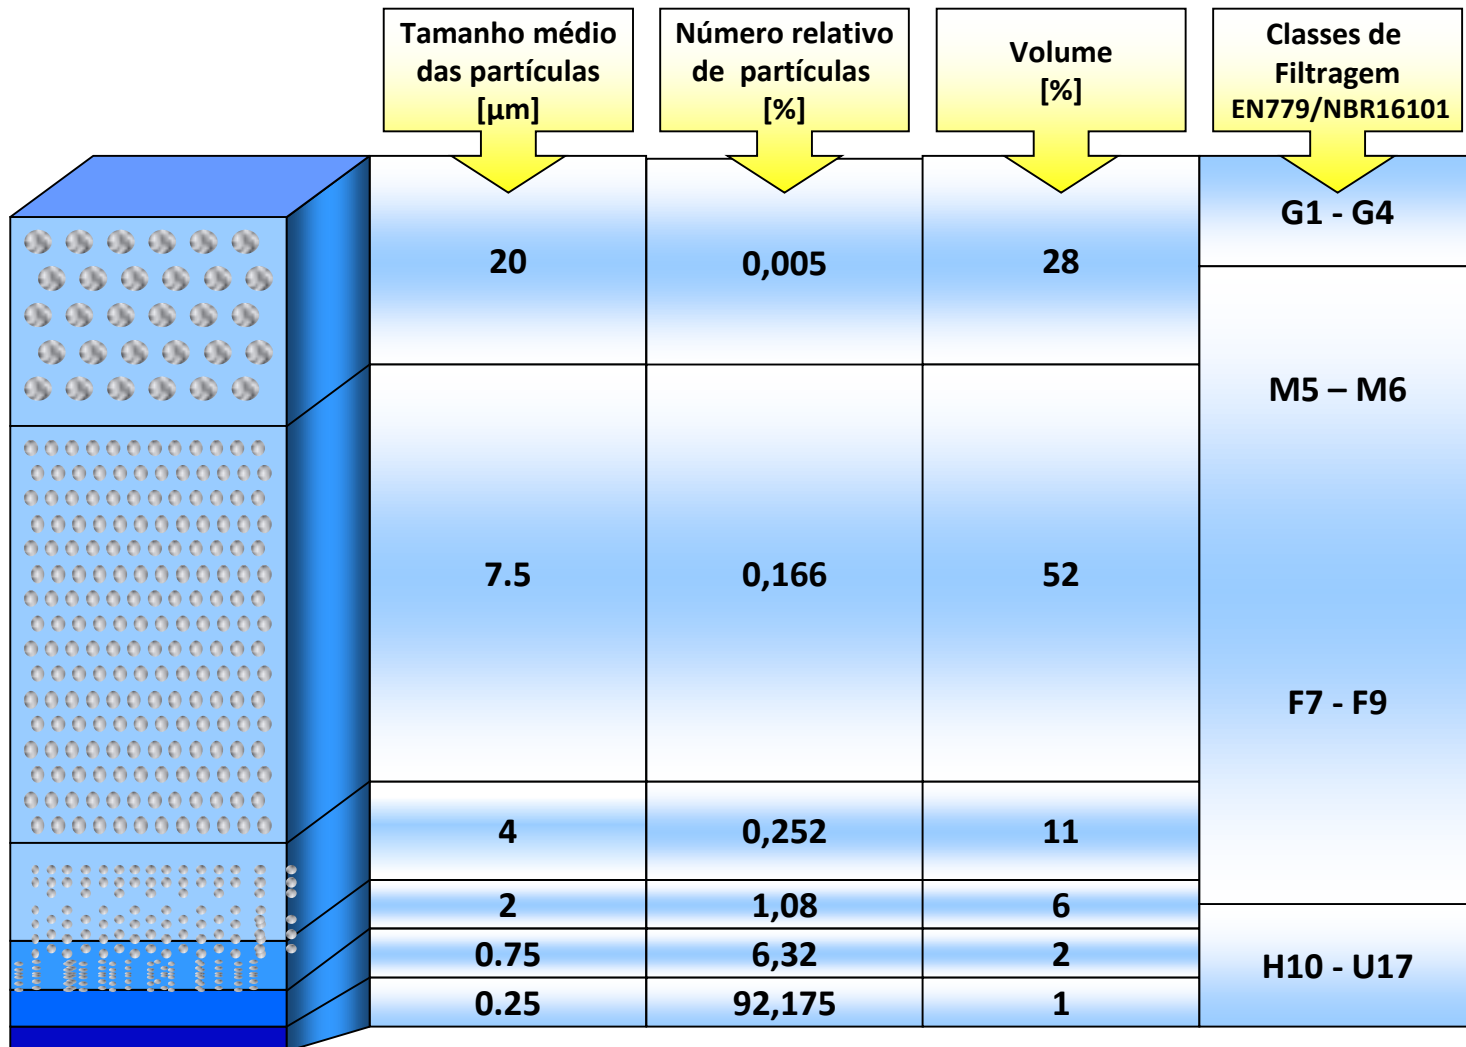 Tamanho médio
das partículas
[µm]
Número relativo
de partículas
[%]
Volume
[%]
Classes de
Filtragem
EN779/NBR16101
20
0,005
28
G1 - G4
7.5
0,166
52
M5 – M6
F7 - F9
4
0,252
11
2
1,08
6
0.75
6,32
2
H10 - U17
0.25
92,175
1